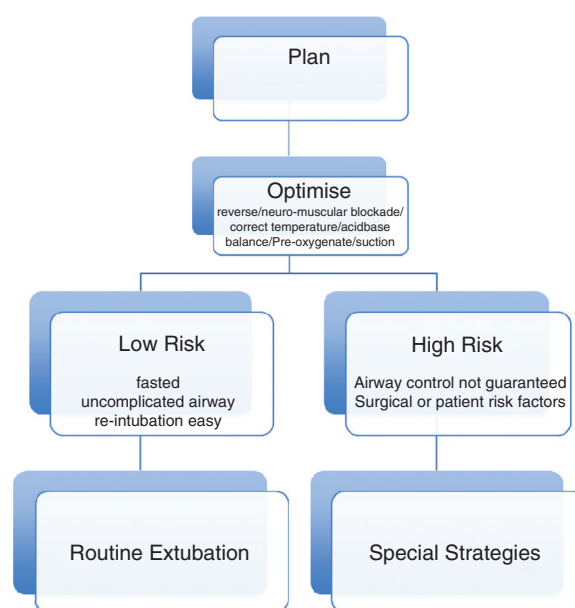 Plan
Optimise
reverse/neuro-muscular blockade/
correct temperature/acidbase
balance/Pre-oxygenate/suction
Low Risk
fasted
uncomplicated airway
re-intubation easy
High Risk
Airway control not guaranteed
Surgical or patient risk factors
Routine Extubation
Special Strategies